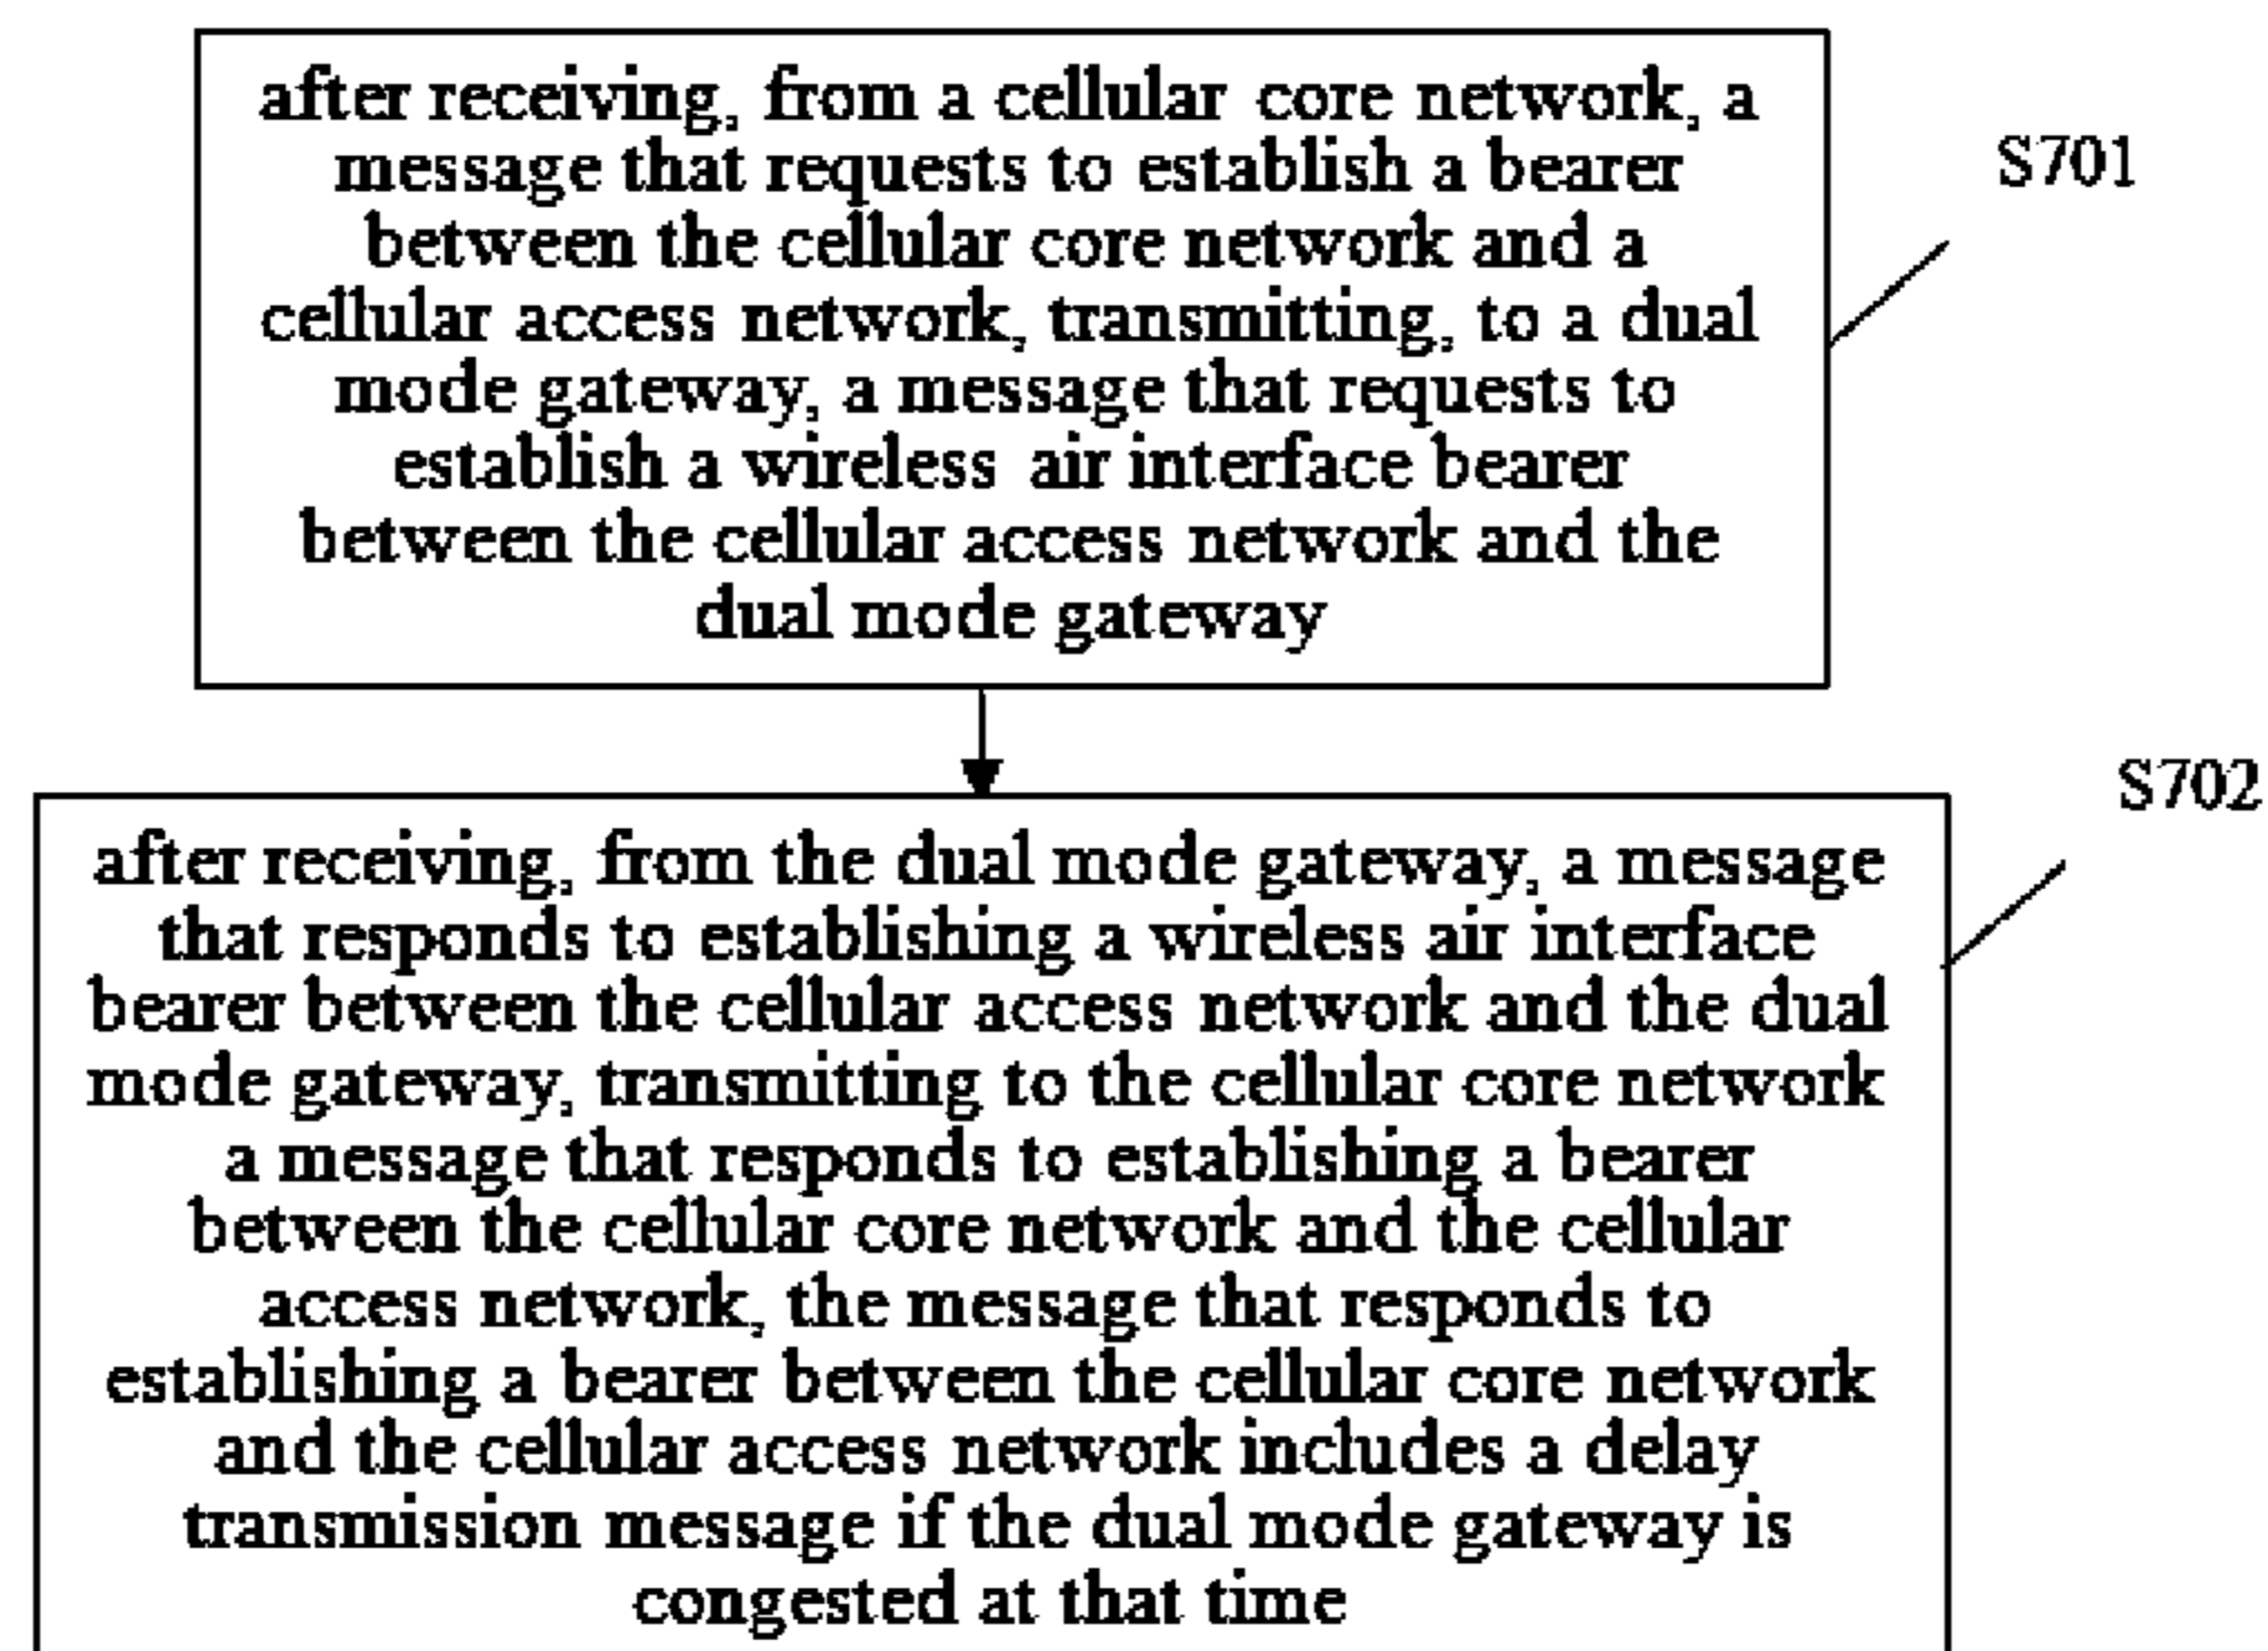 after receiving, from a cellular core network, a
message that requests to establish a bearer
between the cellular core network and a
cellular access network, transmitting, to a dual
mode gateway, a message that requests to
establish a wireless air interface bearer
between the cellular access network and the
dual mode gateway
S701
S702
after receiving, from the dual mode gateway, a message
that responds to establishing a wireless air interface
bearer between the cellular access network and the dual
mode gateway, transmitting to the cellular core network
a message that responds to establishing a bearer
between the cellular core network and the cellular
access network, the message that responds to
establishing a bearer between the cellular core network
and the cellular access network includes a delay
transmission message if the dual mode gateway is
congested at that time